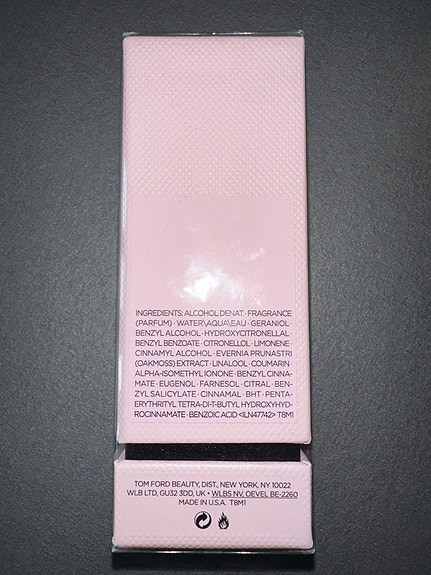 INGREDIENTS: ALCOHOL DENAT. · FRAGRANCE
(PARFUM) · WATER\AQUA\EAU · GERANIOL·
BENZYL ALCOHOL · HYDROXYCITRONELLAL ·
BENZYL BENZOATE · CITRONELLOL · LIMONENE ·
CINNAMYL ALCOHOL · EVERNIA PRUNASTRI
(OAKMOSS) EXTRACT · LINALOOL · COUMARIN ·
ALPHA-ISOMETHYL IONONE · BENZYL CINNA-
MATE · EUGENOL · FARNESOL · CITRAL · BEN-
ZYL SALICYLATE · CINNAMAL · BHT · PENTA-
ERYTHRITYL TETRA-DI-T-BUTYL HYDROXYHYD-
ROCINNAMATE · BENZOIC ACID <ILN47742> T8M1
TOM FORD BEAUTY, DIST., NEW YORK, NY 10022
WLB LTD, GU32 3DD, UK • WLBS NV, OEVEL BE-2260
MADE IN U.S.A. T8M1